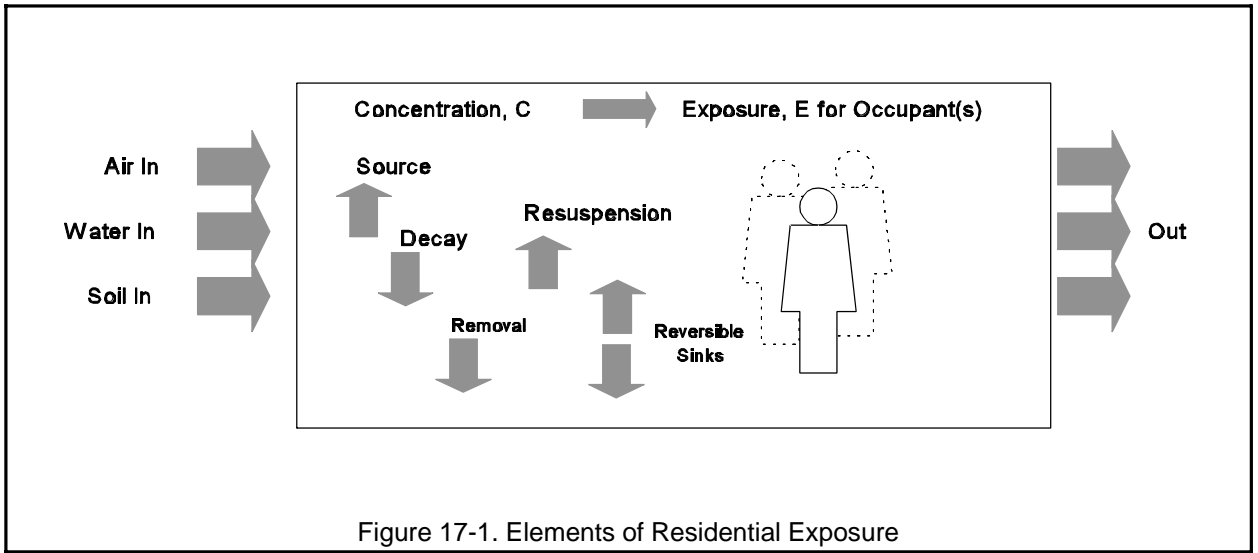 Concentration, C
Exposure, E for Occupant(s)
Air In
Source
Resuspension
Water In
Decay
Out
Soil In
Removal
Reversible
Sinks
Figure 17-1. Elements of Residential Exposure